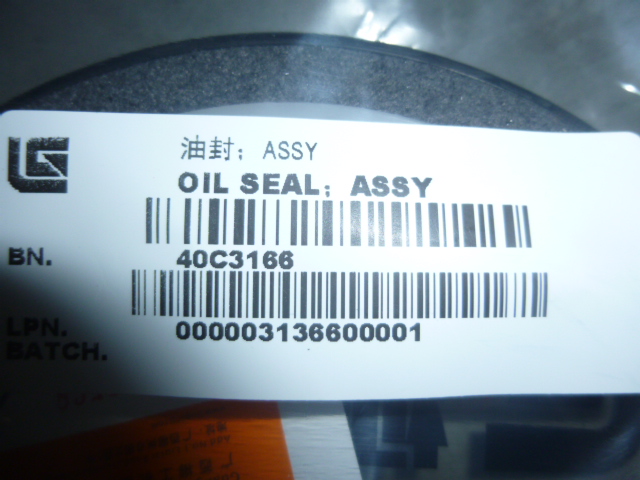 油封; ASSY
OIL SEAL; ASSY
BN. 40C3166
LPN. 000003136600001
BATCH.